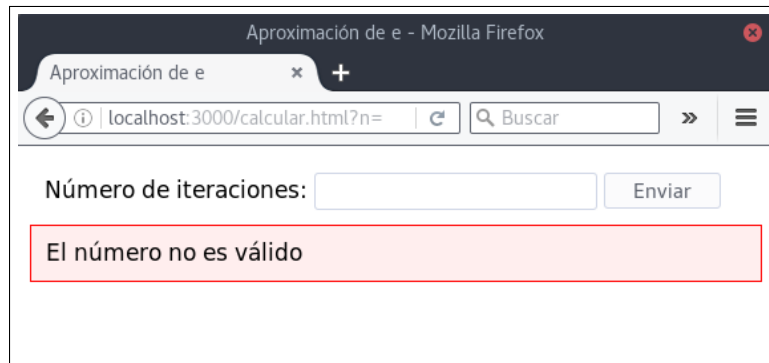 Aproximación de e - Mozilla Firefox
Aproximación de e
localhost:3000/calcular.html?n=
Buscar
Número de iteraciones:
Enviar
El número no es válido